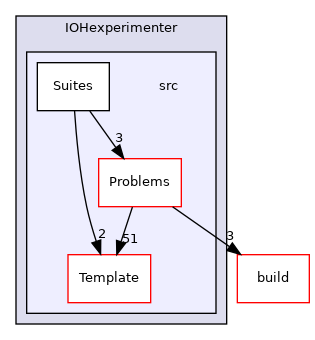 IOHexperimenter
Suites
src
3
Problems
2
51
3
Template
build